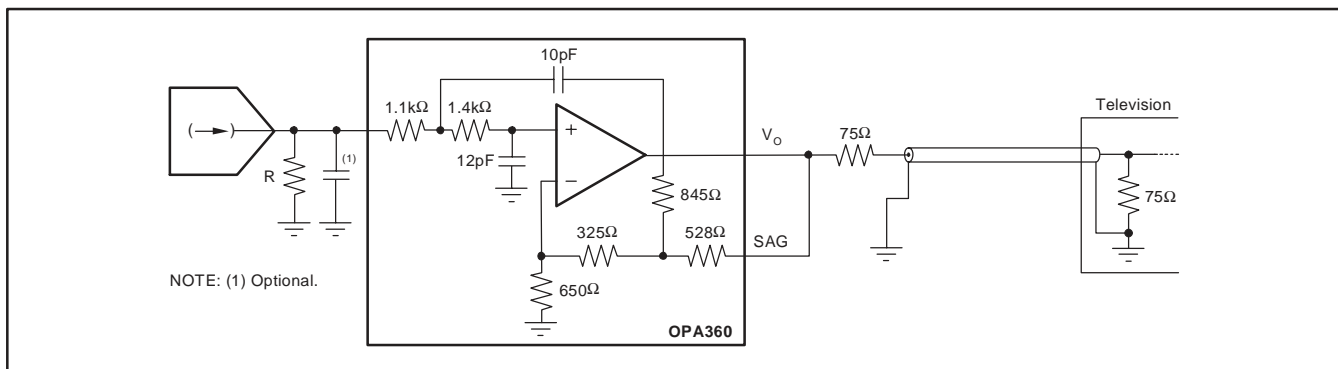 10pF
1.1kΩ
1.4kΩ
Television
(1)
R
12pF
+
−
V_O
75Ω
845Ω
75Ω
325Ω
528Ω
SAG
650Ω
NOTE: (1) Optional.
OPA360